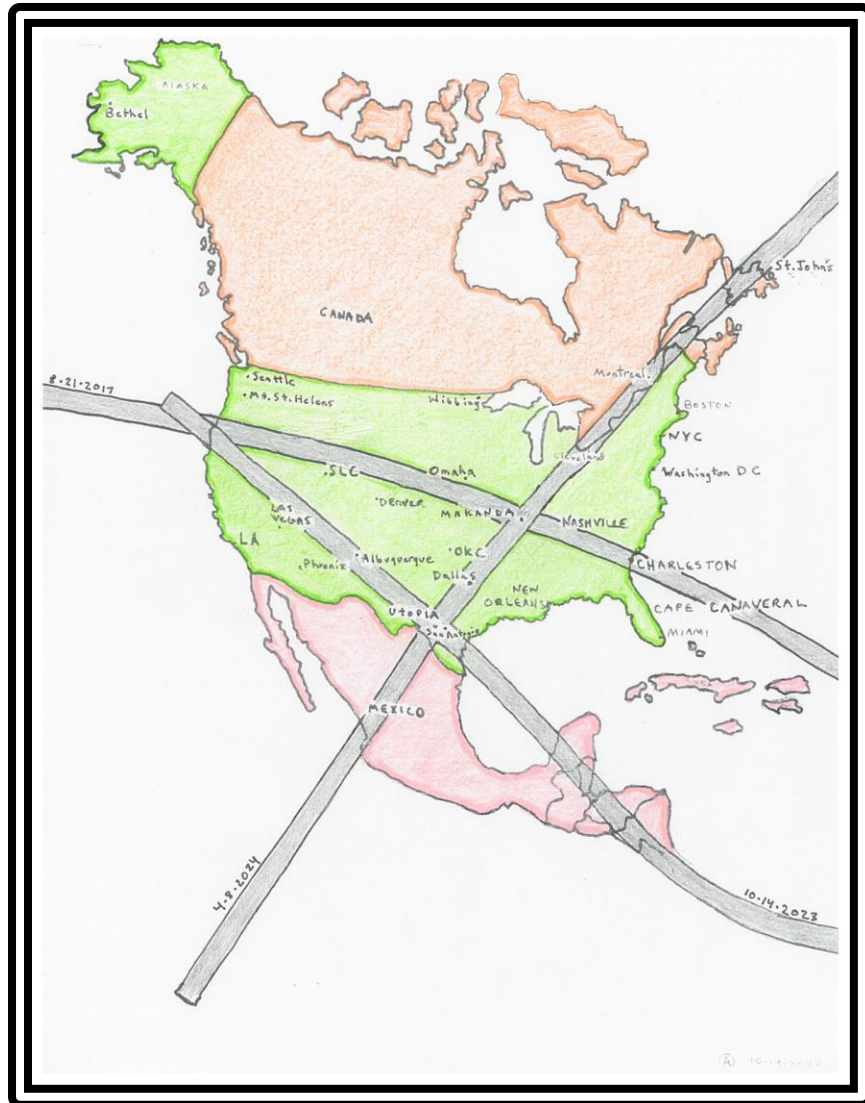 ALASKA
Bethel
St. John's
CANADA
Montreal
Seattle
8-21-2017
Mt. St. Helens
Wibbing
BOSTON
NYC
Cleveland
Washington DC
SLC
Omaha
DENVER
LAS
VEGAS
MAKANDA
NASHVILLE
LA
Albuquerque
OKC
Phoenix
Dallas
CHARLESTON
NEW
ORLEANS
UTOPIA
CAPE CANAVERAL
San Antonio
MIAMI
MEXICO
4-8-2024
10-14-2023